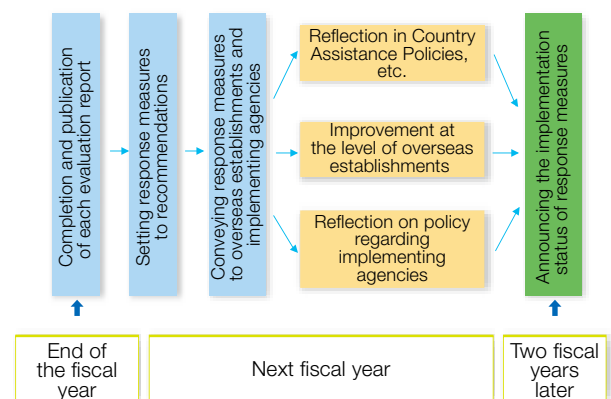 Completion and publication
of each evaluation report
Setting response measures
to recommendations
Conveying response measures
to overseas establishments and
implementing agencies
Reflection in Country
Assistance Policies,
etc.
Improvement at
the level of overseas
establishments
Reflection on policy
regarding
implementing
agencies
Announcing the implementation
status of response measures
End of
the fiscal
year
Next fiscal year
Two fiscal
years
later